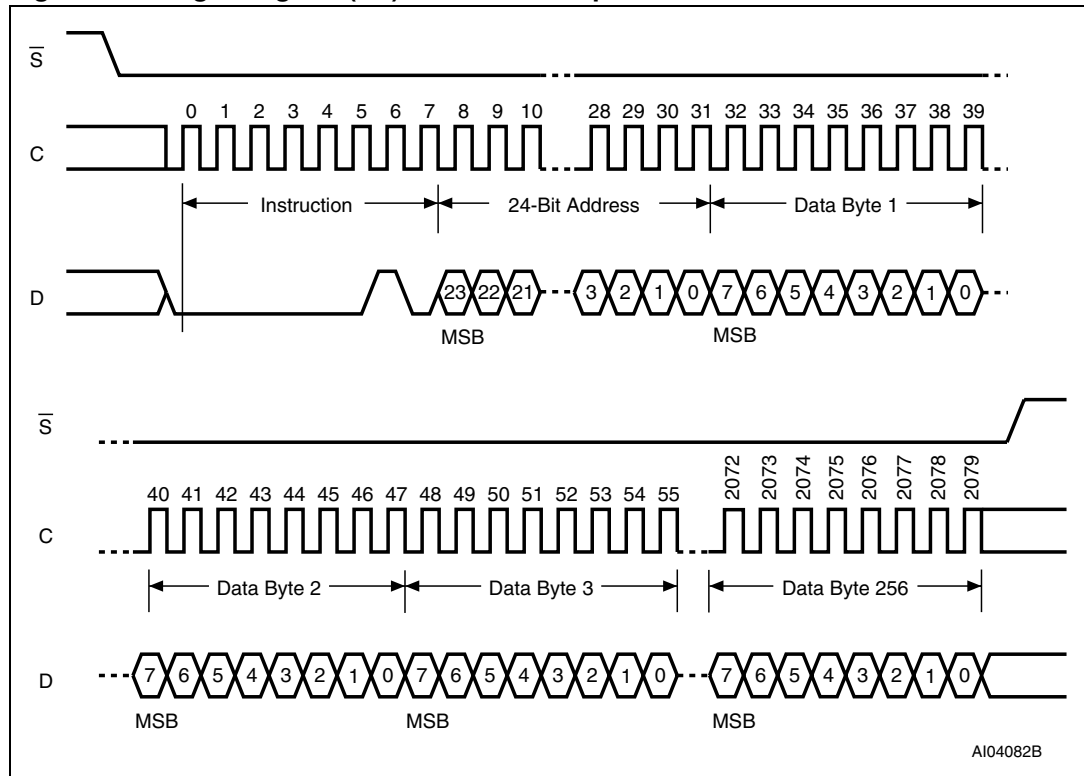 S
0 1 2 3 4 5 6 7 8 9 10 28 29 30 31 32 33 34 35 36 37 38 39
C
Instruction 24-Bit Address Data Byte 1
D 23 22 21 3 2 1 0 7 6 5 4 3 2 1 0
MSB MSB
S
40 41 42 43 44 45 46 47 48 49 50 51 52 53 54 55 2072 2073 2074 2075 2076 2077 2078 2079
C
Data Byte 2 Data Byte 3 Data Byte 256
D 7 6 5 4 3 2 1 0 7 6 5 4 3 2 1 0 7 6 5 4 3 2 1 0
MSB MSB MSB
AI04082B